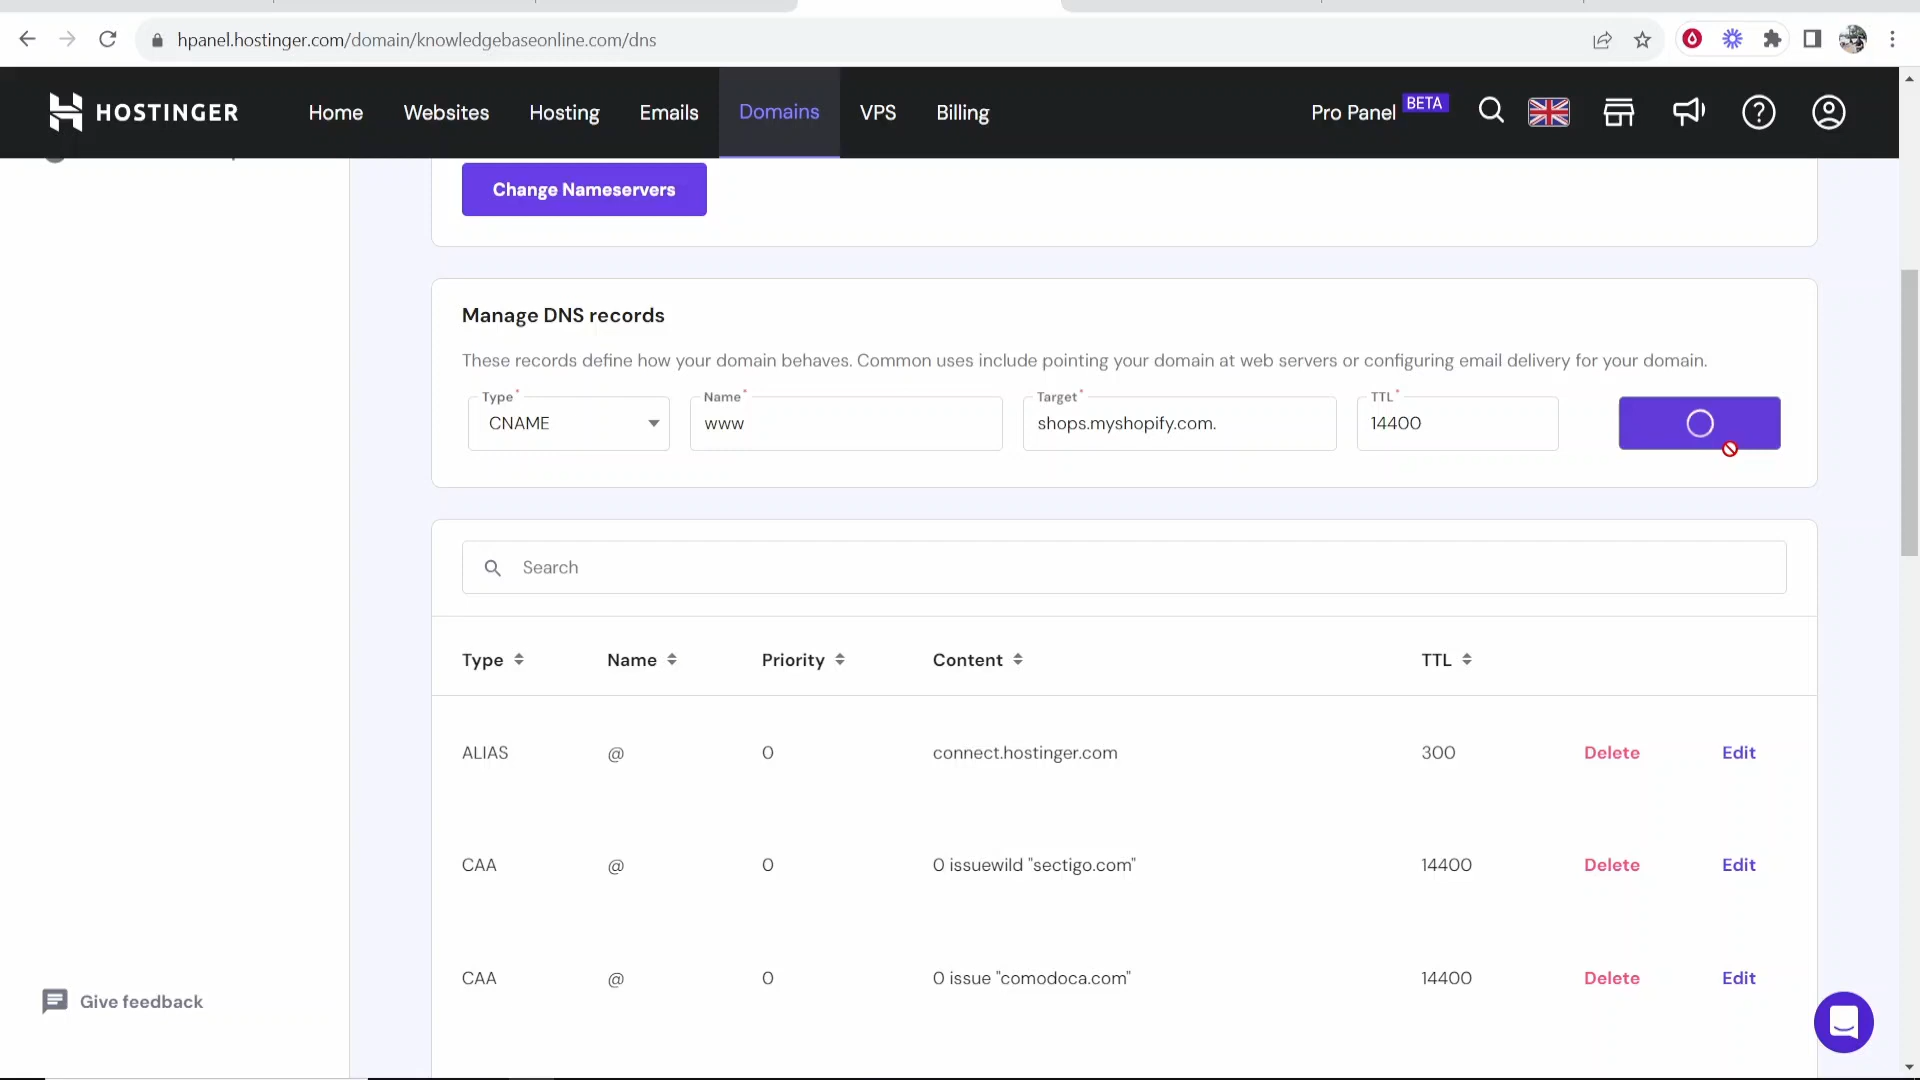 hpanel.hostinger.com/domain/knowledgebaseonline.com/dns
HOSTINGER
Home
Websites
Hosting
Emails
Domains
VPS
Billing
Pro Panel BETA
Change Nameservers
Manage DNS records
These records define how your domain behaves. Common uses include pointing your domain at web servers or configuring email delivery for your domain.
Type*
Name*
Target*
TTL*
CNAME
www
shops.myshopify.com.
14400
Search
Type
Name
Priority
Content
TTL
ALIAS @ 0 connect.hostinger.com 300 Delete Edit
CAA @ 0 0 issuewild "sectigo.com" 14400 Delete Edit
CAA @ 0 0 issue "comodoca.com" 14400 Delete Edit
Give feedback